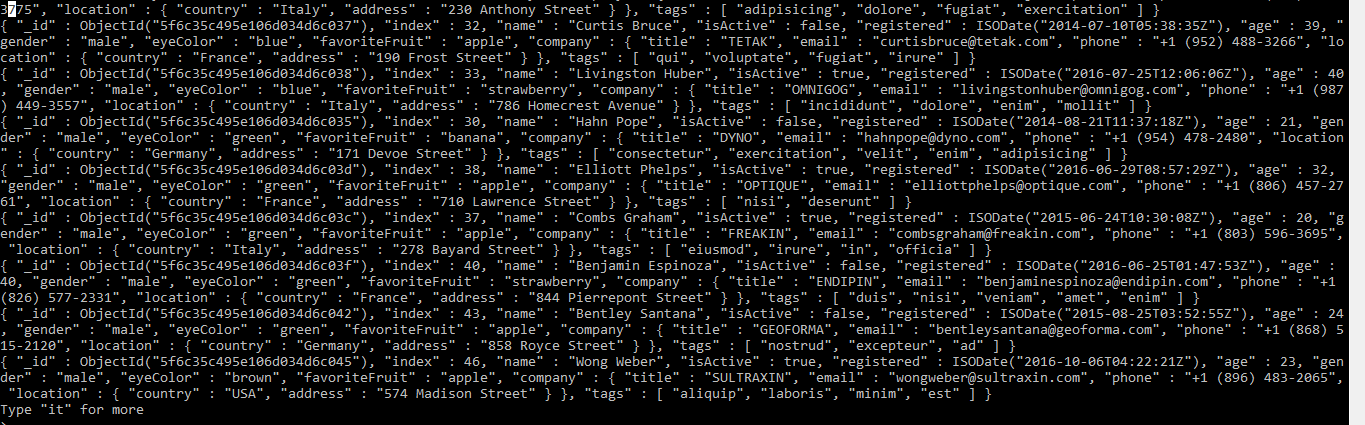 3775", "location" : { "country" : "Italy", "address" : "230 Anthony Street" } }, "tags" : [ "adipisicing", "dolore", "fugiat", "exercitation" ] }
{ "_id" : ObjectId("5f6c35c495e106d034d6c037"), "index" : 32, "name" : "Curtis Bruce", "isActive" : false, "registered" : ISODate("2014-07-10T05:38:35Z"), "age" : 39,
"gender" : "male", "eyeColor" : "blue", "favoriteFruit" : "apple", "company" : { "title" : "TETAK", "email" : "curtisbruce@tetak.com", "phone" : "+1 (952) 488-3266", "lo
cation" : { "country" : "France", "address" : "190 Frost Street" } }, "tags" : [ "qui", "voluptate", "fugiat", "irure" ] }
{ "_id" : ObjectId("5f6c35c495e106d034d6c038"), "index" : 33, "name" : "Livingston Huber", "isActive" : true, "registered" : ISODate("2016-07-25T12:06:06Z"), "age" : 40
, "gender" : "male", "eyeColor" : "blue", "favoriteFruit" : "strawberry", "company" : { "title" : "OMNIGOG", "email" : "livingstonhuber@omnigog.com", "phone" : "+1 (987
) 449-3557", "location" : { "country" : "Italy", "address" : "786 Homecrest Avenue" } }, "tags" : [ "incididunt", "dolore", "enim", "mollit" ] }
{ "_id" : ObjectId("5f6c35c495e106d034d6c035"), "index" : 30, "name" : "Hahn Pope", "isActive" : false, "registered" : ISODate("2014-08-21T11:37:18Z"), "age" : 21, "gen
der" : "male", "eyeColor" : "green", "favoriteFruit" : "banana", "company" : { "title" : "DYNO", "email" : "hahnpope@dyno.com", "phone" : "+1 (954) 478-2480", "location
" : { "country" : "Germany", "address" : "171 Devoe Street" } }, "tags" : [ "consectetur", "exercitation", "velit", "enim", "adipisicing" ] }
{ "_id" : ObjectId("5f6c35c495e106d034d6c03d"), "index" : 38, "name" : "Elliott Phelps", "isActive" : true, "registered" : ISODate("2016-06-29T08:57:29Z"), "age" : 32,
"gender" : "male", "eyeColor" : "green", "favoriteFruit" : "apple", "company" : { "title" : "OPTIQUE", "email" : "elliottphelps@optique.com", "phone" : "+1 (806) 457-27
61", "location" : { "country" : "France", "address" : "710 Lawrence Street" } }, "tags" : [ "nisi", "deserunt" ] }
{ "_id" : ObjectId("5f6c35c495e106d034d6c03c"), "index" : 37, "name" : "Combs Graham", "isActive" : true, "registered" : ISODate("2015-06-24T10:30:08Z"), "age" : 20, "g
ender" : "male", "eyeColor" : "green", "favoriteFruit" : "apple", "company" : { "title" : "FREAKIN", "email" : "combsgraham@freakin.com", "phone" : "+1 (803) 596-3695",
"location" : { "country" : "Italy", "address" : "278 Bayard Street" } }, "tags" : [ "eiusmod", "irure", "in", "officia" ] }
{ "_id" : ObjectId("5f6c35c495e106d034d6c03f"), "index" : 40, "name" : "Benjamin Espinoza", "isActive" : false, "registered" : ISODate("2016-06-25T01:47:53Z"), "age" :
40, "gender" : "male", "eyeColor" : "green", "favoriteFruit" : "strawberry", "company" : { "title" : "ENDIPIN", "email" : "benjaminespinoza@endipin.com", "phone" : "+1
(826) 577-2331", "location" : { "country" : "France", "address" : "844 Pierrepont Street" } }, "tags" : [ "duis", "nisi", "veniam", "amet", "enim" ] }
{ "_id" : ObjectId("5f6c35c495e106d034d6c042"), "index" : 43, "name" : "Bentley Santana", "isActive" : false, "registered" : ISODate("2015-08-25T03:52:55Z"), "age" : 24
, "gender" : "male", "eyeColor" : "green", "favoriteFruit" : "apple", "company" : { "title" : "GEOFORMA", "email" : "bentleysantana@geoforma.com", "phone" : "+1 (868) 5
15-2120", "location" : { "country" : "Germany", "address" : "858 Royce Street" } }, "tags" : [ "nostrud", "excepteur", "ad" ] }
{ "_id" : ObjectId("5f6c35c495e106d034d6c045"), "index" : 46, "name" : "Wong Weber", "isActive" : true, "registered" : ISODate("2016-10-06T04:22:21Z"), "age" : 23, "gen
der" : "male", "eyeColor" : "brown", "favoriteFruit" : "apple", "company" : { "title" : "SULTRAXIN", "email" : "wongweber@sultraxin.com", "phone" : "+1 (896) 483-2065",
"location" : { "country" : "USA", "address" : "574 Madison Street" } }, "tags" : [ "aliquip", "laboris", "minim", "est" ] }
Type "it" for more